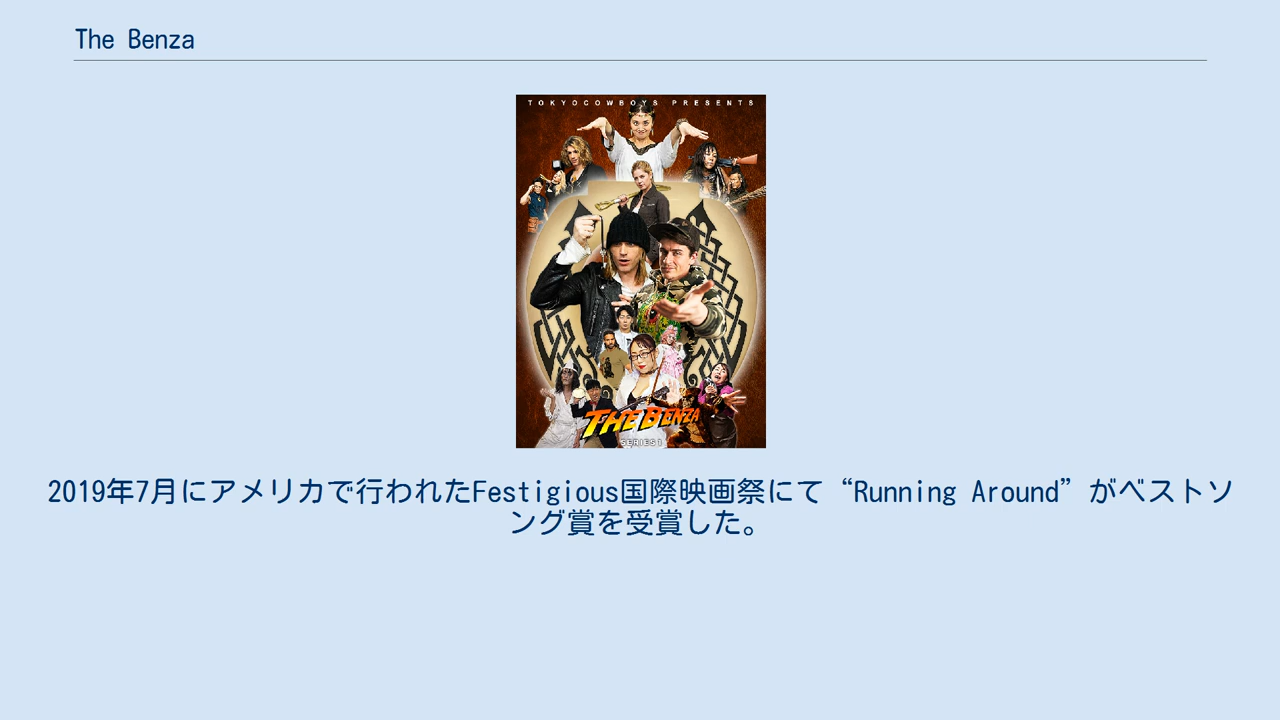 The Benza
TOKYOCOWBOYS PRESENTS
THE BENZA
SERIES 1
2019年7月にアメリカで行われたFestigious国際映画祭にて“Running Around”がベストソ
ング賞を受賞した。